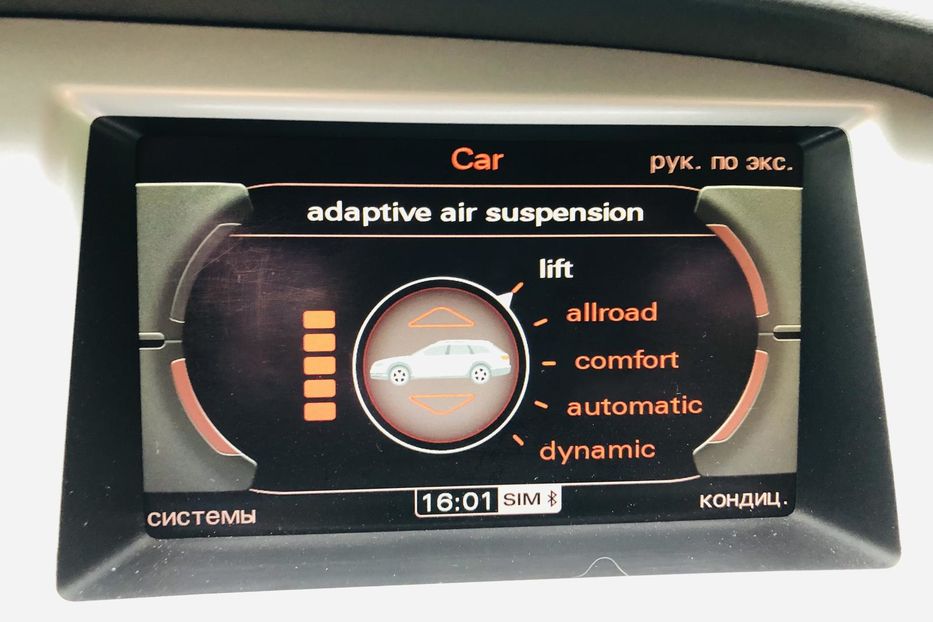 Car
рук. по экс.
adaptive air suspension
lift
allroad
comfort
automatic
dynamic
системы
16:01 SIM
кондиц.